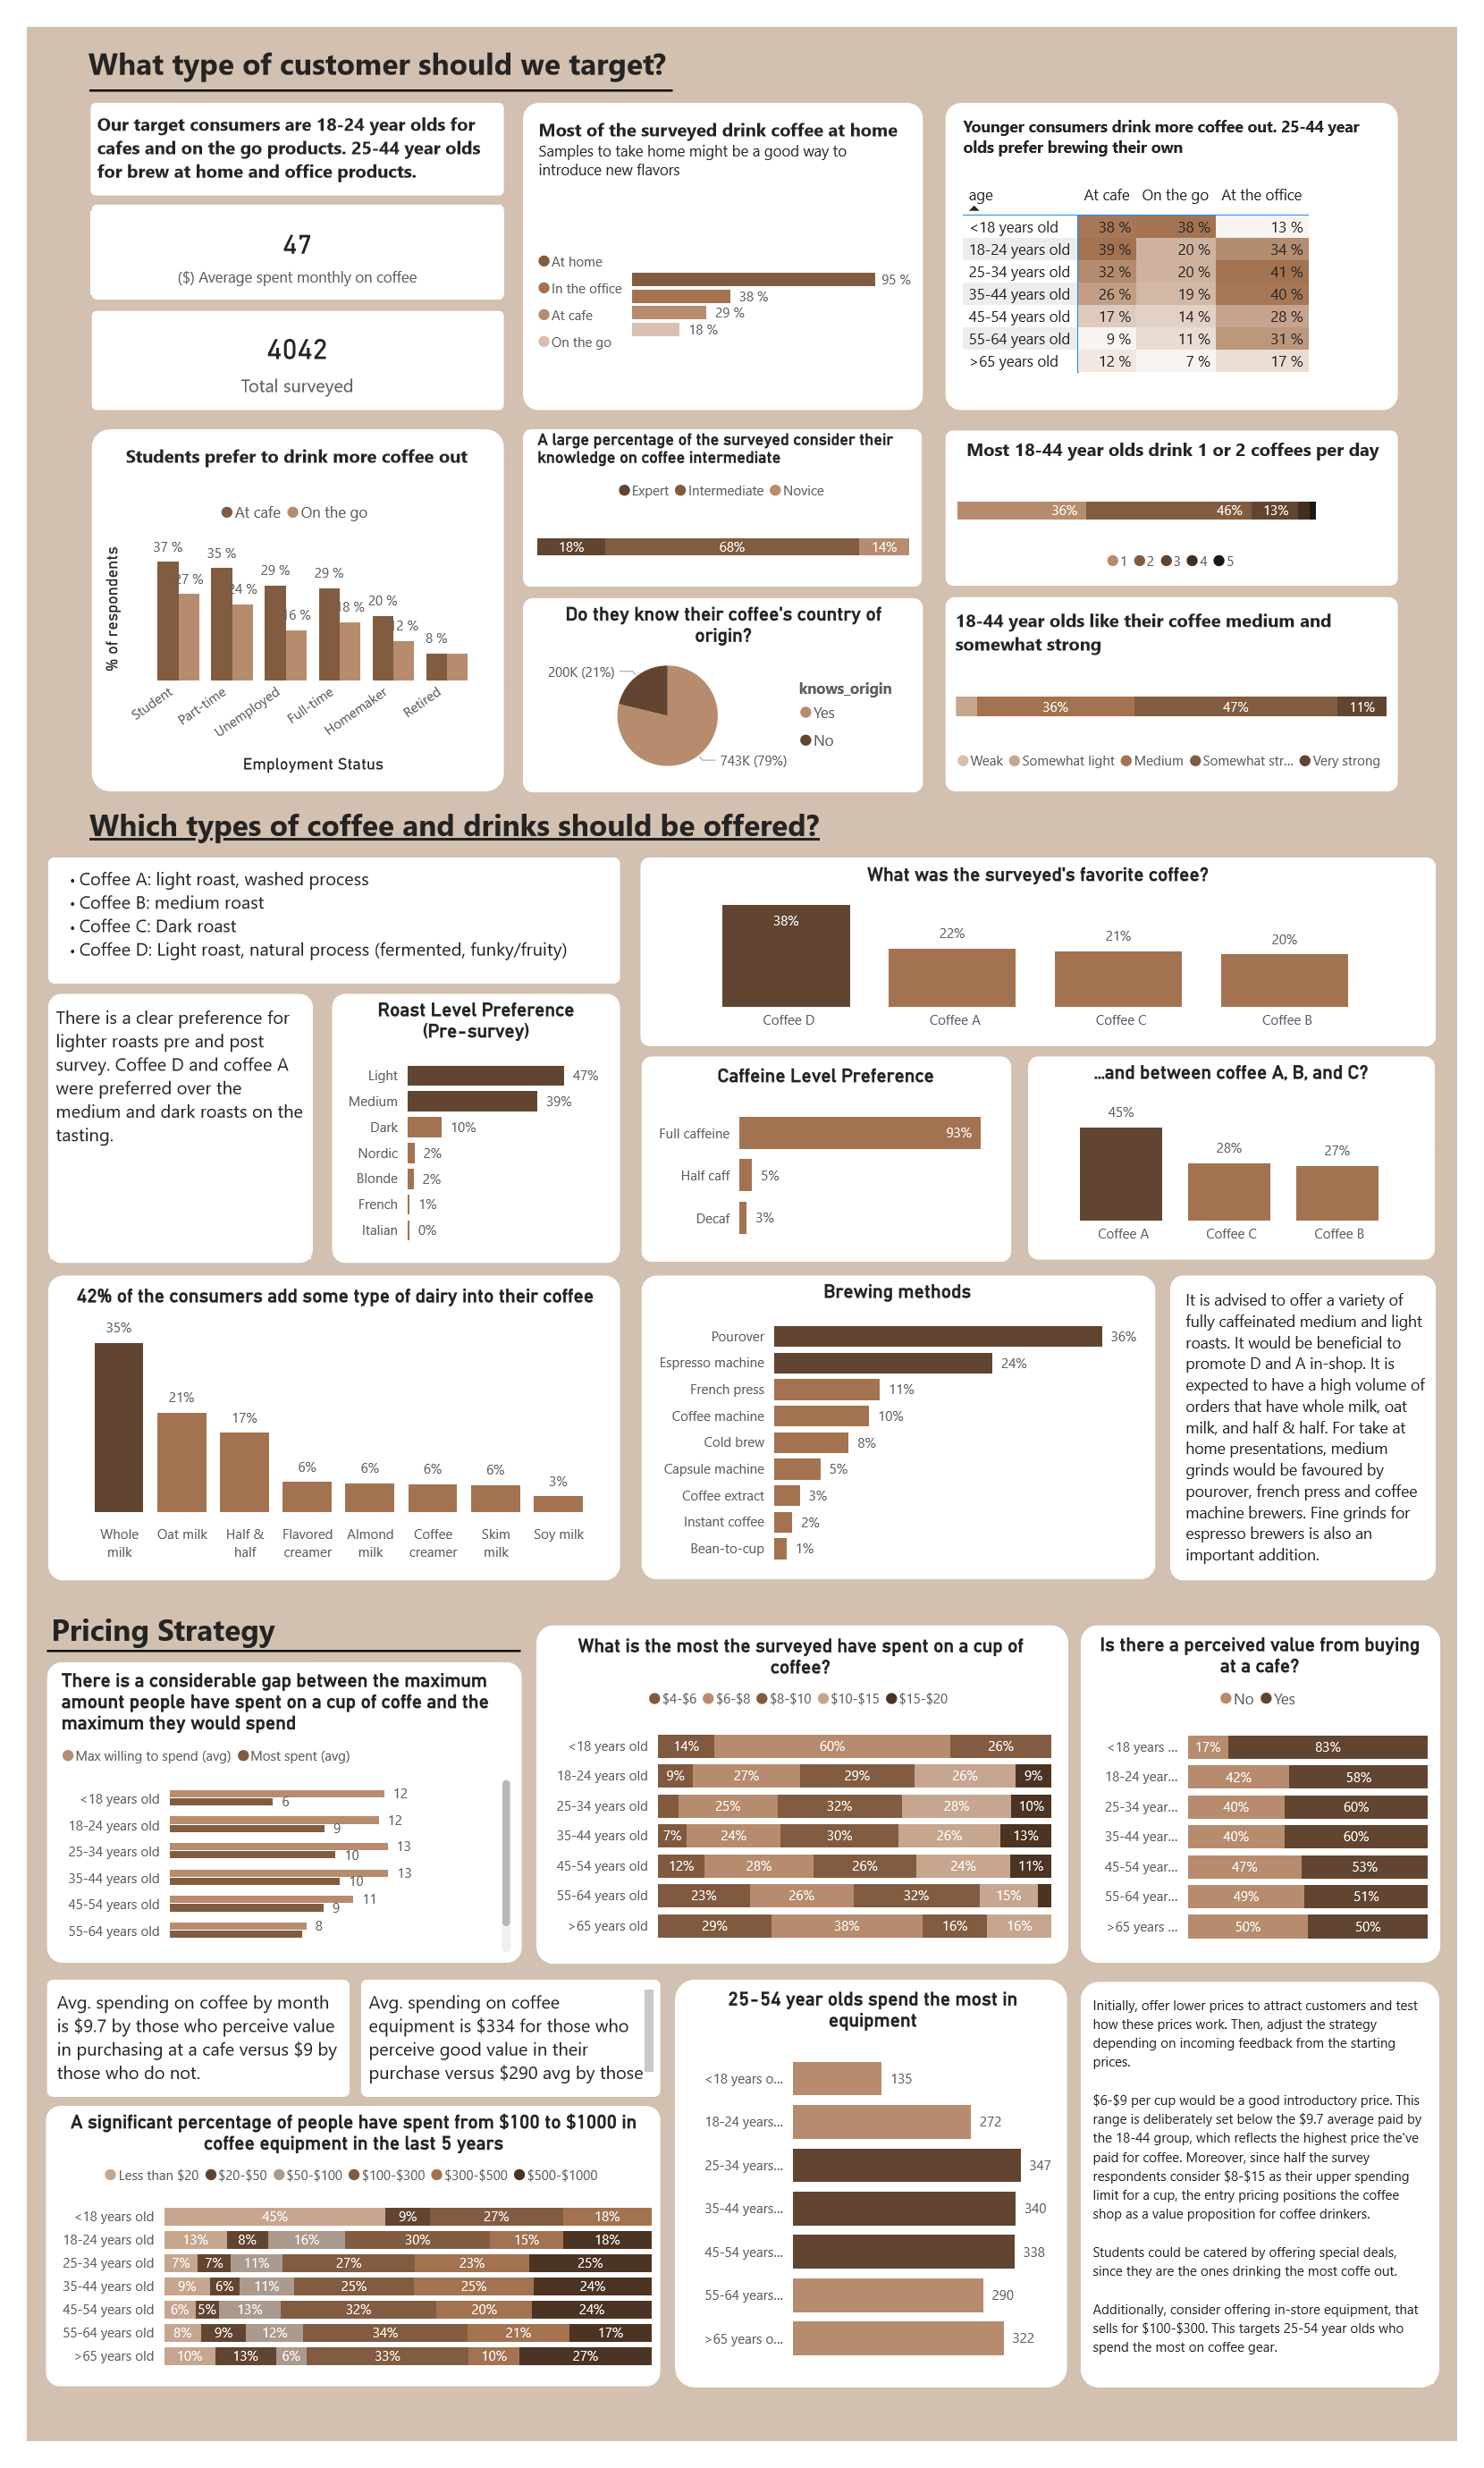 What type of customer should we target?
Our target consumers are 18-24 year olds for
cafes and on the go products. 25-44 year olds
for brew at home and office products.
47
($) Average spent monthly on coffee
4042
Total surveyed
Most of the surveyed drink coffee at home
Samples to take home might be a good way to
introduce new flavors
At home
In the office
At cafe
On the go
95 %
38 %
29 %
18 %
Younger consumers drink more coffee out. 25-44 year
olds prefer brewing their own
age At cafe On the go At the office
<18 years old 38 % 38 % 13 %
18-24 years old 39 % 20 % 34 %
25-34 years old 32 % 20 % 41 %
35-44 years old 26 % 19 % 40 %
45-54 years old 17 % 14 % 28 %
55-64 years old 9 % 11 % 31 %
>65 years old 12 % 7 % 17 %
Students prefer to drink more coffee out
At cafe On the go
% of respondents
37 % 27 % 35 % 24 % 29 % 16 % 29 % 18 % 20 % 12 % 8 %
Student Part-time Unemployed Full-time Homemaker Retired
Employment Status
A large percentage of the surveyed consider their
knowledge on coffee intermediate
Expert Intermediate Novice
18% 68% 14%
Most 18-44 year olds drink 1 or 2 coffees per day
36% 46% 13%
1 2 3 4 5
Do they know their coffee's country of
origin?
200K (21%)
743K (79%)
knows_origin
Yes
No
18-44 year olds like their coffee medium and
somewhat strong
36% 47% 11%
Weak Somewhat light Medium Somewhat str... Very strong
Which types of coffee and drinks should be offered?
• Coffee A: light roast, washed process
• Coffee B: medium roast
• Coffee C: Dark roast
• Coffee D: Light roast, natural process (fermented, funky/fruity)
What was the surveyed's favorite coffee?
38% 22% 21% 20%
Coffee D Coffee A Coffee C Coffee B
There is a clear preference for
lighter roasts pre and post
survey. Coffee D and coffee A
were preferred over the
medium and dark roasts on the
tasting.
Roast Level Preference
(Pre-survey)
Light 47%
Medium 39%
Dark 10%
Nordic 2%
Blonde 2%
French 1%
Italian 0%
Caffeine Level Preference
Full caffeine 93%
Half caff 5%
Decaf 3%
...and between coffee A, B, and C?
45% 28% 27%
Coffee A Coffee C Coffee B
42% of the consumers add some type of dairy into their coffee
35% 21% 17% 6% 6% 6% 6% 3%
Whole Oat milk Half & Flavored Almond Coffee Skim Soy milk
milk half creamer milk creamer milk
Brewing methods
Pourover 36%
Espresso machine 24%
French press 11%
Coffee machine 10%
Cold brew 8%
Capsule machine 5%
Coffee extract 3%
Instant coffee 2%
Bean-to-cup 1%
It is advised to offer a variety of
fully caffeinated medium and light
roasts. It would be beneficial to
promote D and A in-shop. It is
expected to have a high volume of
orders that have whole milk, oat
milk, and half & half. For take at
home presentations, medium
grinds would be favoured by
pourover, french press and coffee
machine brewers. Fine grinds for
espresso brewers is also an
important addition.
Pricing Strategy
There is a considerable gap between the maximum
amount people have spent on a cup of coffe and the
maximum they would spend
Max willing to spend (avg) Most spent (avg)
<18 years old 12 6
18-24 years old 12 9
25-34 years old 13 10
35-44 years old 13 10
45-54 years old 11 9
55-64 years old 8
What is the most the surveyed have spent on a cup of
coffee?
$4-$6 $6-$8 $8-$10 $10-$15 $15-$20
<18 years old 14% 60% 26%
18-24 years old 9% 27% 29% 26% 9%
25-34 years old 25% 32% 28% 10%
35-44 years old 7% 24% 30% 26% 13%
45-54 years old 12% 28% 26% 24% 11%
55-64 years old 23% 26% 32% 15%
>65 years old 29% 38% 16% 16%
Is there a perceived value from buying
at a cafe?
No Yes
<18 years ... 17% 83%
18-24 year... 42% 58%
25-34 year... 40% 60%
35-44 year... 40% 60%
45-54 year... 47% 53%
55-64 year... 49% 51%
>65 years ... 50% 50%
Avg. spending on coffee by month
is $9.7 by those who perceive value
in purchasing at a cafe versus $9 by
those who do not.
Avg. spending on coffee
equipment is $334 for those who
perceive good value in their
purchase versus $290 avg by those
25-54 year olds spend the most in
equipment
<18 years o... 135
18-24 years... 272
25-34 years... 347
35-44 years... 340
45-54 years... 338
55-64 years... 290
>65 years o... 322
A significant percentage of people have spent from $100 to $1000 in
coffee equipment in the last 5 years
Less than $20 $20-$50 $50-$100 $100-$300 $300-$500 $500-$1000
<18 years old 45% 9% 27% 18%
18-24 years old 13% 8% 16% 30% 15% 18%
25-34 years old 7% 7% 11% 27% 23% 25%
35-44 years old 9% 6% 11% 25% 25% 24%
45-54 years old 6% 5% 13% 32% 20% 24%
55-64 years old 8% 9% 12% 34% 21% 17%
>65 years old 10% 13% 6% 33% 10% 27%
Initially, offer lower prices to attract customers and test
how these prices work. Then, adjust the strategy
depending on incoming feedback from the starting
prices.
$6-$9 per cup would be a good introductory price. This
range is deliberately set below the $9.7 average paid by
the 18-44 group, which reflects the highest price the've
paid for coffee. Moreover, since half the survey
respondents consider $8-$15 as their upper spending
limit for a cup, the entry pricing positions the coffee
shop as a value proposition for coffee drinkers.
Students could be catered by offering special deals,
since they are the ones drinking the most coffe out.
Additionally, consider offering in-store equipment, that
sells for $100-$300. This targets 25-54 year olds who
spend the most on coffee gear.